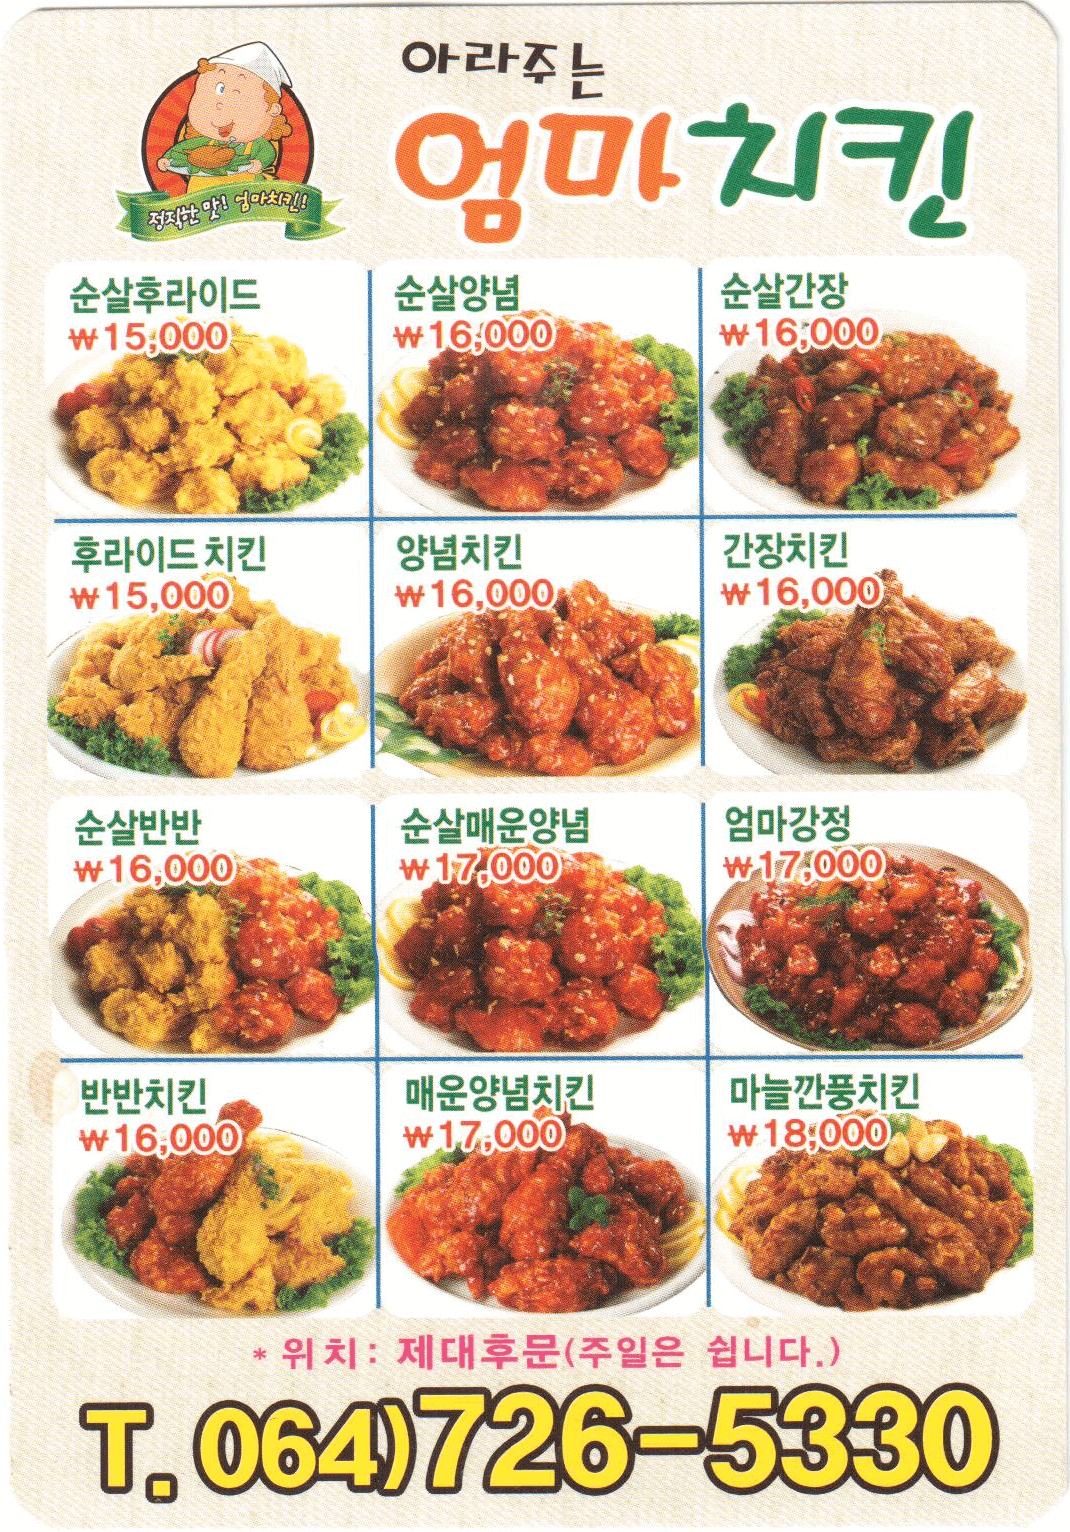 아라주는
엄마치킨
정직한 맛! 엄마치킨!
순살후라이드
₩15,000
순살양념
₩16,000
순살간장
₩16,000
후라이드 치킨
₩15,000
양념치킨
₩16,000
간장치킨
₩16,000
순살반반
₩16,000
순살매운양념
₩17,000
엄마강정
₩17,000
반반치킨
₩16,000
매운양념치킨
₩17,000
마늘깐풍치킨
₩18,000
* 위치 : 제대후문(주일은 쉽니다.)
T. 064)726-5330